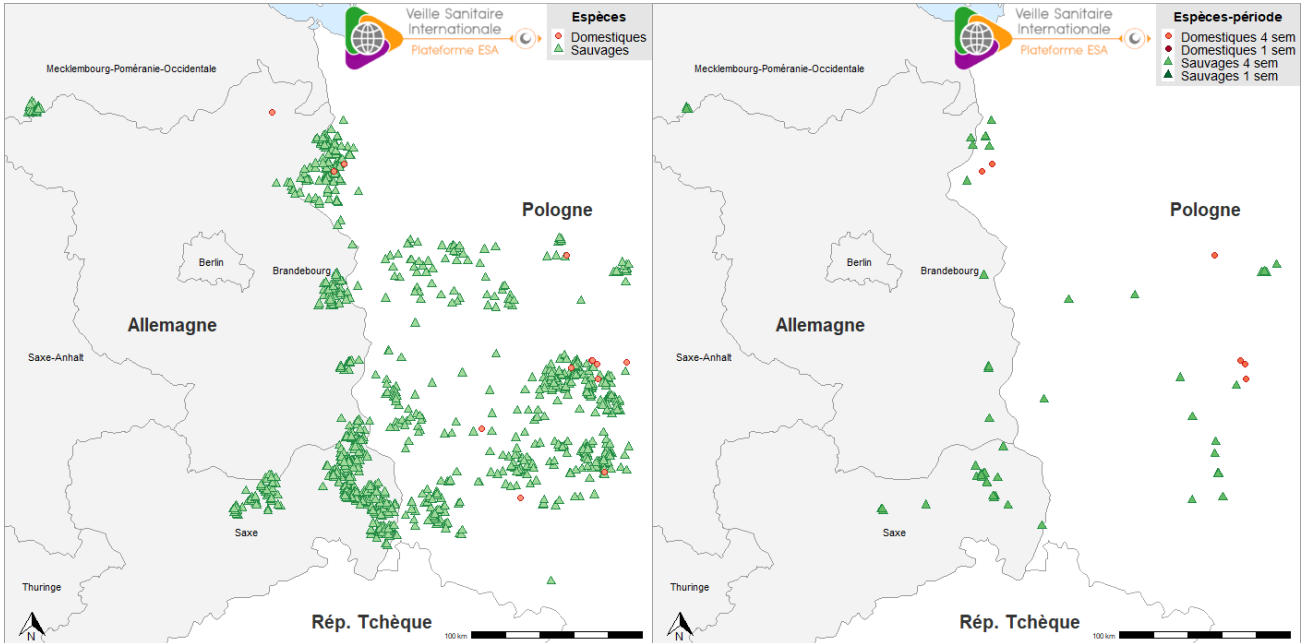 Veille Sanitaire
Internationale
Plateforme ESA
Espèces
Domestiques
Sauvages
Mecklembourg-Poméranie-Occidentale
Pologne
Berlin
Brandebourg
Allemagne
Saxe-Anhalt
Saxe
Thuringe
Rép. Tchèque
N
100 km
Veille Sanitaire
Internationale
Plateforme ESA
Espèces-période
Domestiques 4 sem
Domestiques 1 sem
Sauvages 4 sem
Sauvages 1 sem
Mecklembourg-Poméranie-Occidentale
Pologne
Berlin
Brandebourg
Allemagne
Saxe-Anhalt
Saxe
Thuringe
Rép. Tchèque
N
100 km